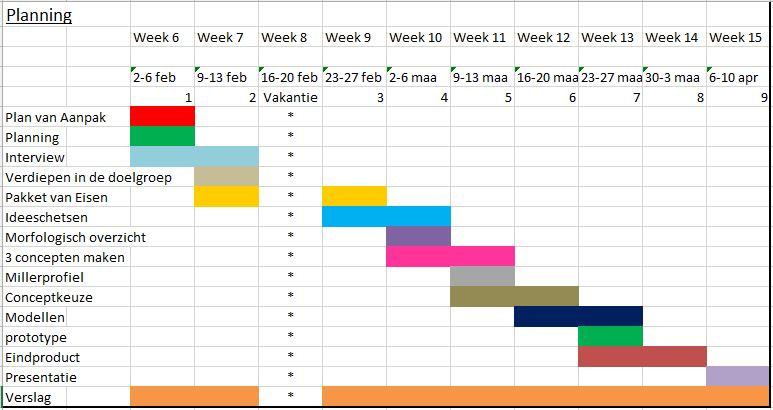 Planning
Week 6 Week 7 Week 8 Week 9 Week 10 Week 11 Week 12 Week 13 Week 14 Week 15
2-6 feb 9-13 feb 16-20 feb 23-27 feb 2-6 maa 9-13 maa 16-20 maa 23-27 maa 30-3 maa 6-10 apr
1 2 Vakantie 3 4 5 6 7 8 9
Plan van Aanpak *
Planning *
Interview *
Verdiepen in de doelgroep *
Pakket van Eisen *
Ideeschetsen *
Morfologisch overzicht *
3 concepten maken *
Millerprofiel *
Conceptkeuze *
Modellen *
prototype *
Eindproduct *
Presentatie *
Verslag *